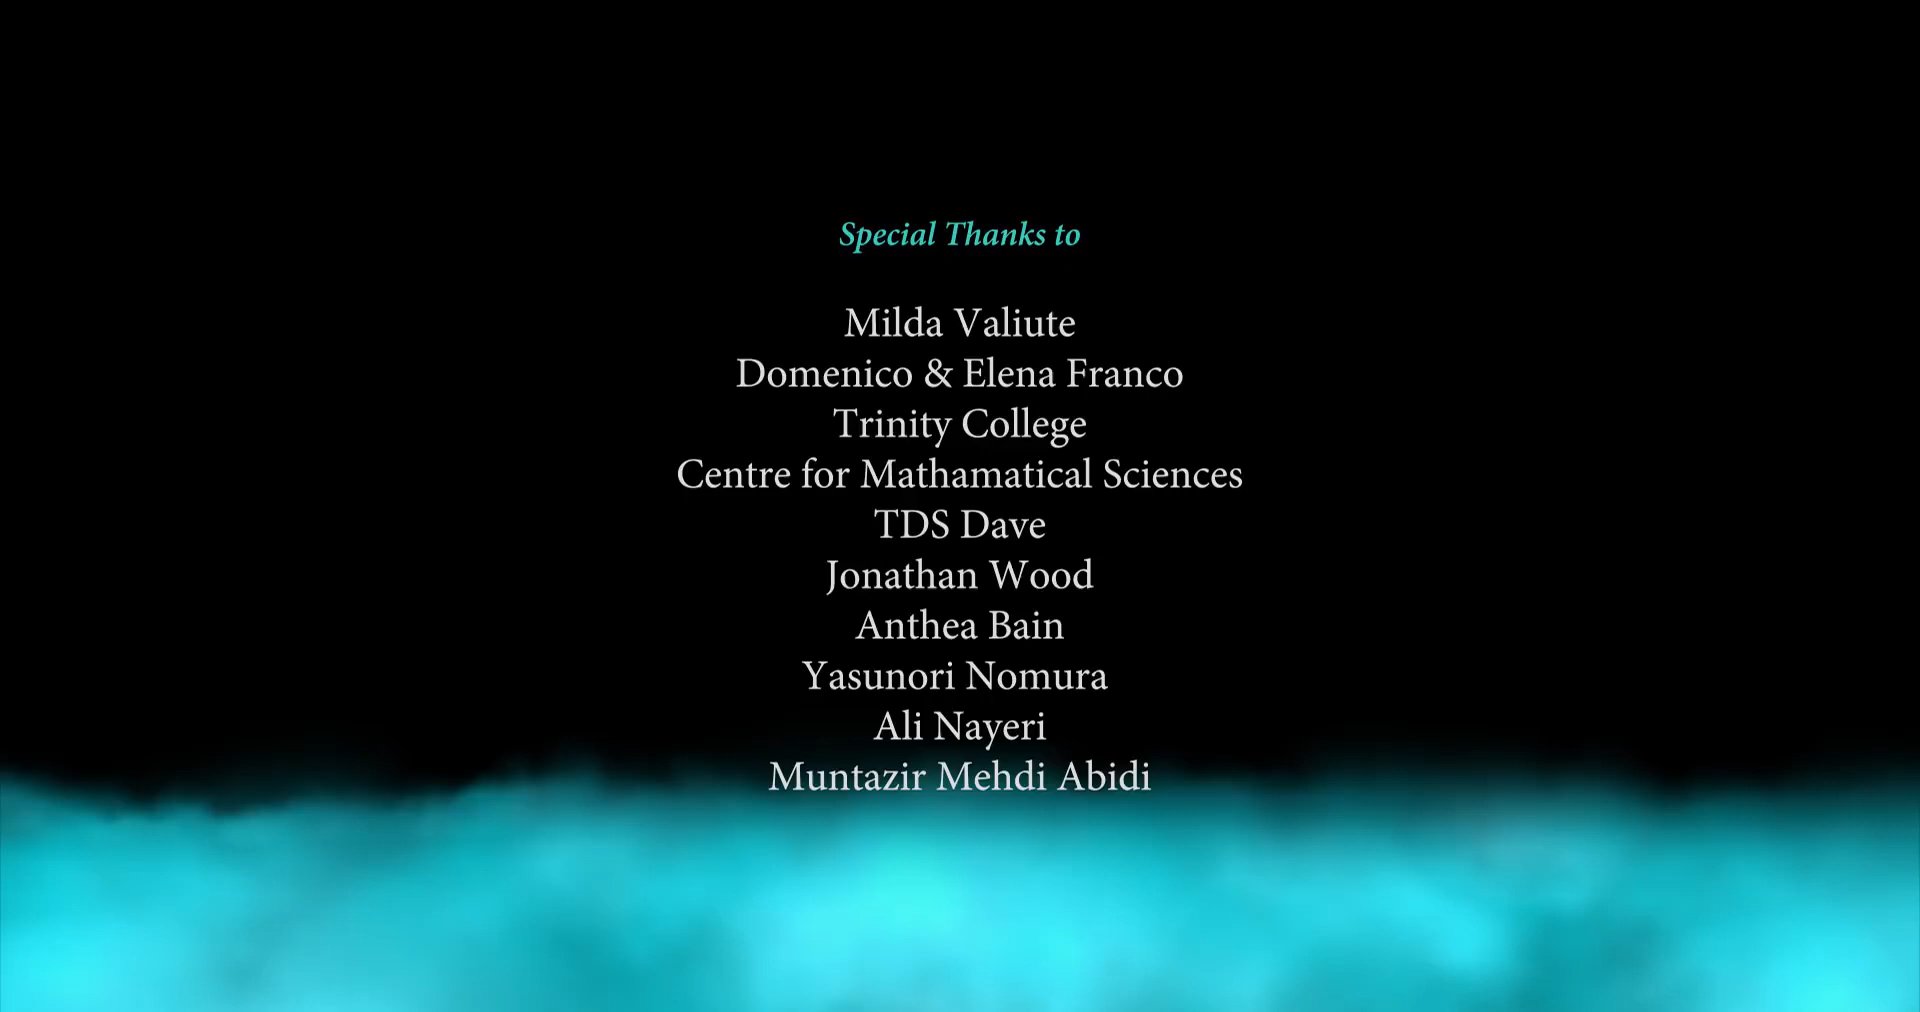 Special Thanks to
Milda Valiute
Domenico & Elena Franco
Trinity College
Centre for Mathamatical Sciences
TDS Dave
Jonathan Wood
Anthea Bain
Yasunori Nomura
Ali Nayeri
Muntazir Mehdi Abidi